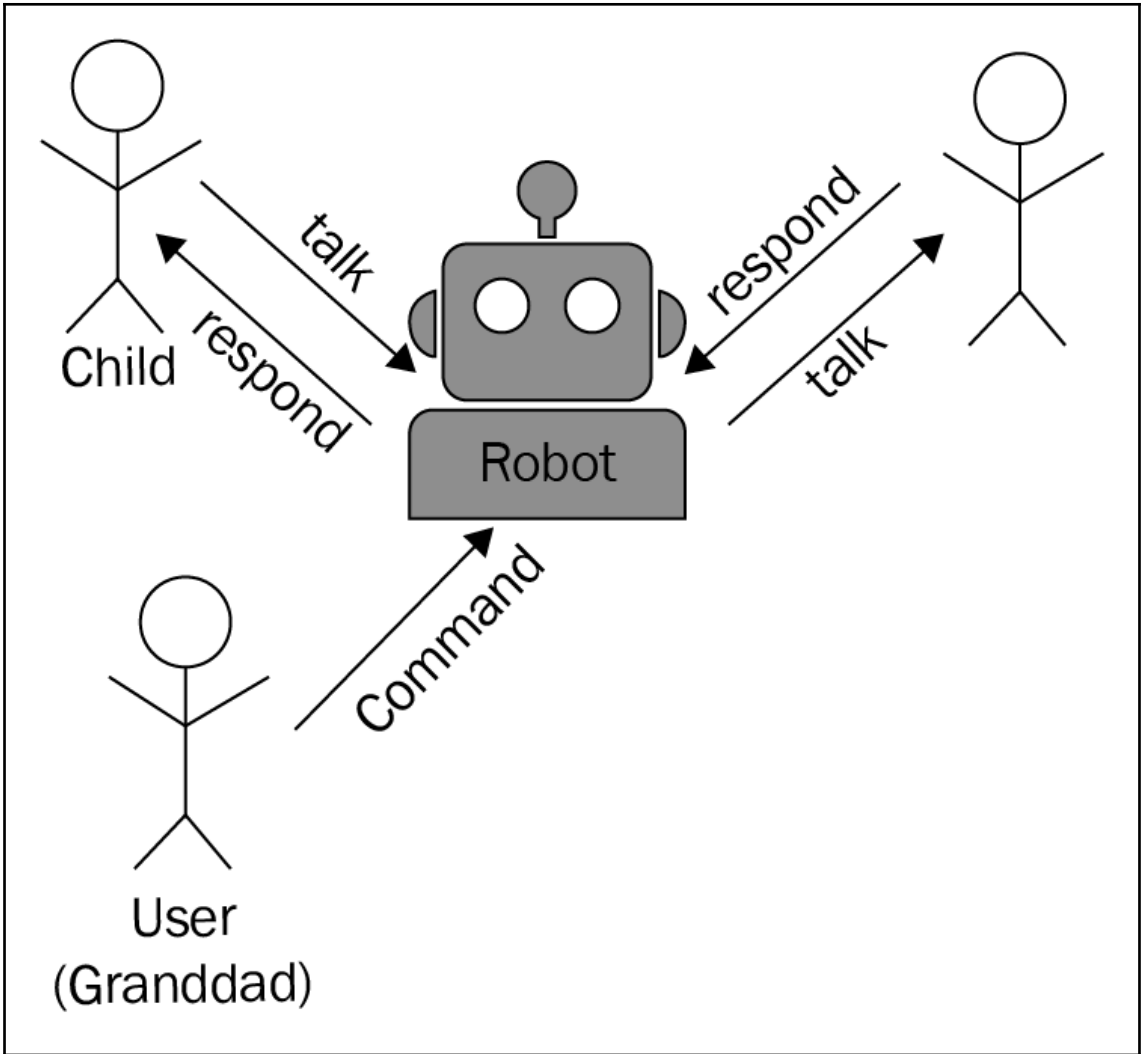 talk
respond
Child
respond
talk
Robot
Command
User
(Granddad)